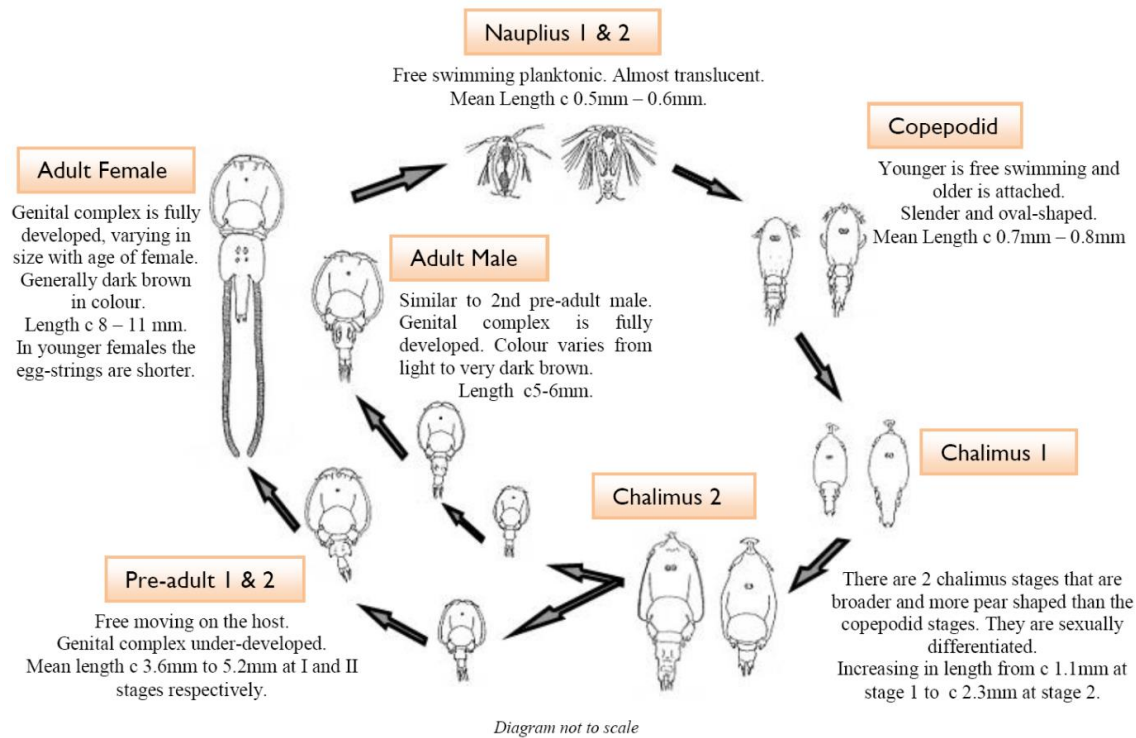 Nauplius 1 & 2
Free swimming planktonic. Almost translucent.
Mean Length c 0.5mm – 0.6mm.
Copepodid
Younger is free swimming and
older is attached.
Slender and oval-shaped.
Mean Length c 0.7mm – 0.8mm
Adult Female
Genital complex is fully
developed, varying in
size with age of female.
Generally dark brown
in colour.
Length c 8 – 11 mm.
In younger females the
egg-strings are shorter.
Adult Male
Similar to 2nd pre-adult male.
Genital complex is fully
developed. Colour varies from
light to very dark brown.
Length c5-6mm.
Chalimus 1
Chalimus 2
There are 2 chalimus stages that are
broader and more pear shaped than the
copepodid stages. They are sexually
differentiated.
Increasing in length from c 1.1mm at
stage 1 to c 2.3mm at stage 2.
Pre-adult 1 & 2
Free moving on the host.
Genital complex under-developed.
Mean length c 3.6mm to 5.2mm at I and II
stages respectively.
Diagram not to scale